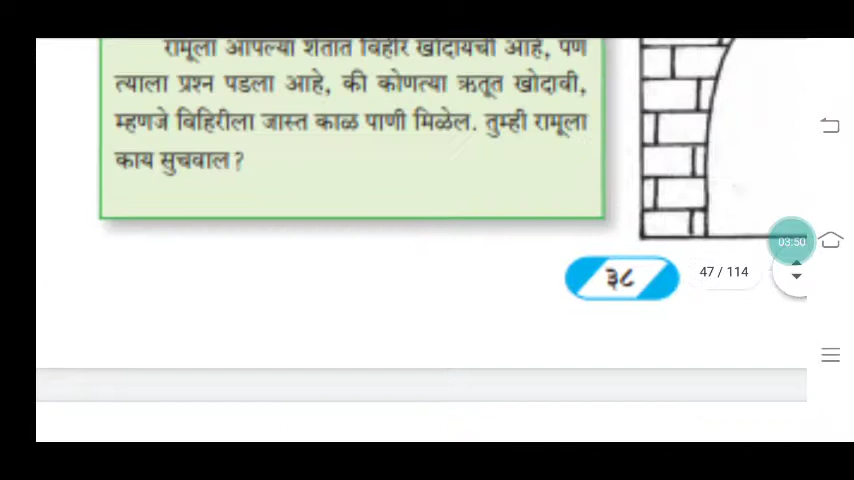 रामूला आपल्या शेतात विहीर खोदायची आहे, पण
त्याला प्रश्न पडला आहे, की कोणत्या ऋतूत खोदावी,
म्हणजे विहिरीला जास्त काळ पाणी मिळेल. तुम्ही रामूला
काय सुचवाल?
03:50
३८
47 / 114